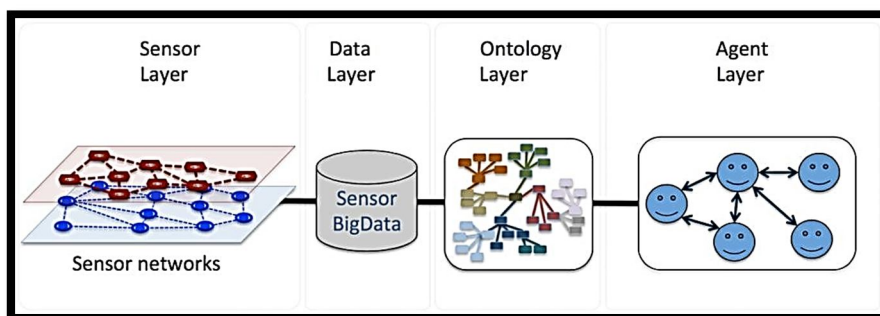 Sensor
Layer
Data
Layer
Ontology
Layer
Agent
Layer
Sensor
BigData
Sensor networks